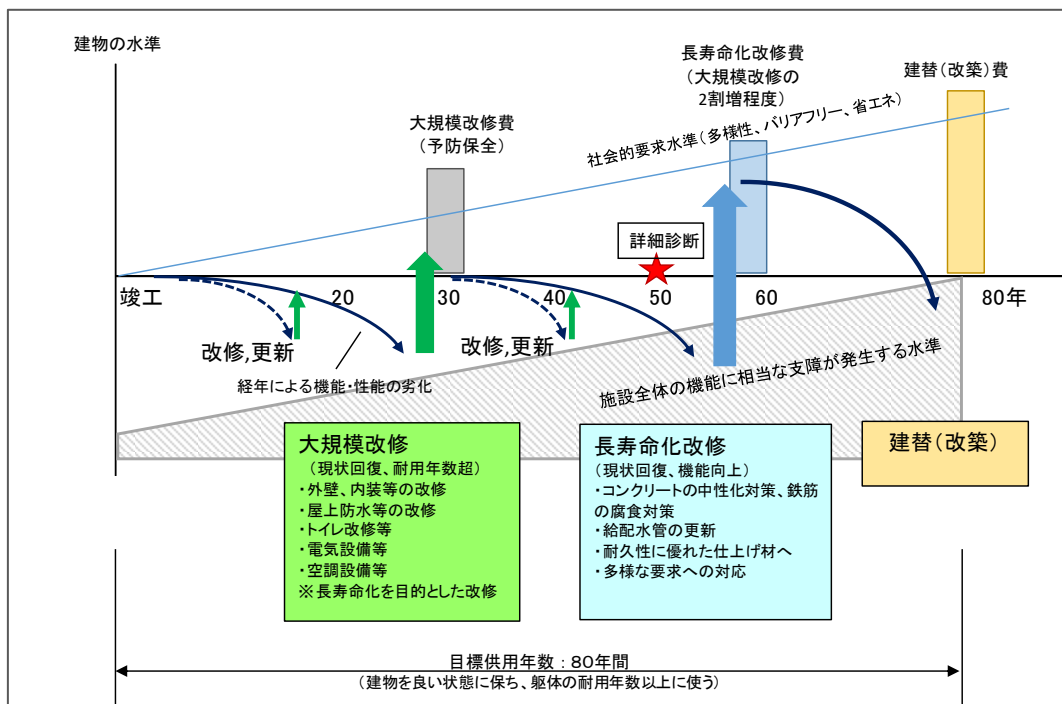 建物の水準
大規模改修費
（予防保全）
長寿命化改修費
（大規模改修の
2割増程度）
建替（改築）費
社会的要求水準（多様性、バリアフリー、省エネ）
詳細診断
竣工
20
30
40
50
60
80年
改修,更新
改修,更新
経年による機能・性能の劣化
施設全体の機能に相当な支障が発生する水準
大規模改修
（現状回復、耐用年数超）
・外壁、内装等の改修
・屋上防水等の改修
・トイレ改修等
・電気設備等
・空調設備等
※長寿命化を目的とした改修
長寿命化改修
（現状回復、機能向上）
・コンクリートの中性化対策、鉄筋
の腐食対策
・給配水管の更新
・耐久性に優れた仕上げ材へ
・多様な要求への対応
建替（改築）
目標供用年数：80年間
（建物を良い状態に保ち、躯体の耐用年数以上に使う）